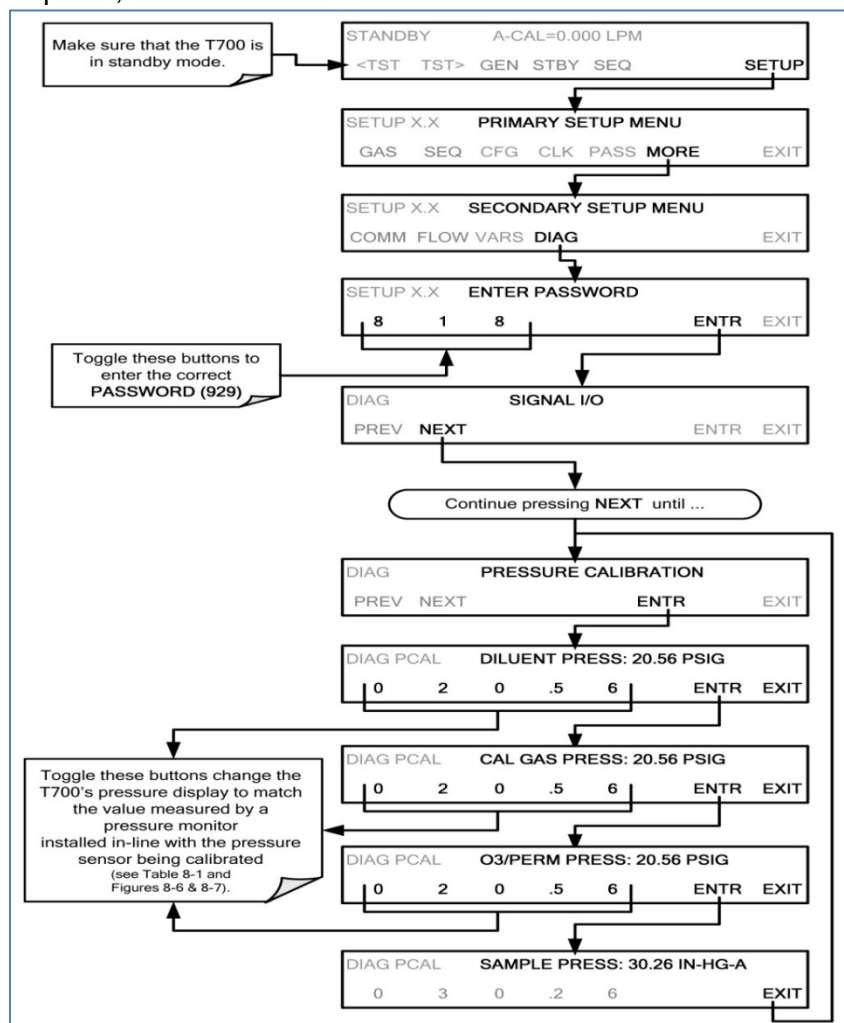 Make sure that the T700 is
in standby mode.
STANDBY A-CAL=0.000 LPM
<TST TST> GEN STBY SEQ SETUP
SETUP X.X PRIMARY SETUP MENU
GAS SEQ CFG CLK PASS MORE EXIT
SETUP X.X SECONDARY SETUP MENU
COMM FLOW VARS DIAG EXIT
SETUP X.X ENTER PASSWORD
8 1 8 ENTR EXIT
Toggle these buttons to
enter the correct
PASSWORD (929)
DIAG SIGNAL I/O
PREV NEXT ENTR EXIT
Continue pressing NEXT until ...
DIAG PRESSURE CALIBRATION
PREV NEXT ENTR EXIT
DIAG PCAL DILUENT PRESS: 20.56 PSIG
0 2 0 .5 6 ENTR EXIT
DIAG PCAL CAL GAS PRESS: 20.56 PSIG
0 2 0 .5 6 ENTR EXIT
Toggle these buttons change the
T700's pressure display to match
the value measured by a
pressure monitor
installed in-line with the pressure
sensor being calibrated
(see Table 8-1 and
Figures 8-6 & 8-7).
DIAG PCAL O3/PERM PRESS: 20.56 PSIG
0 2 0 .5 6 ENTR EXIT
DIAG PCAL SAMPLE PRESS: 30.26 IN-HG-A
0 3 0 .2 6 EXIT